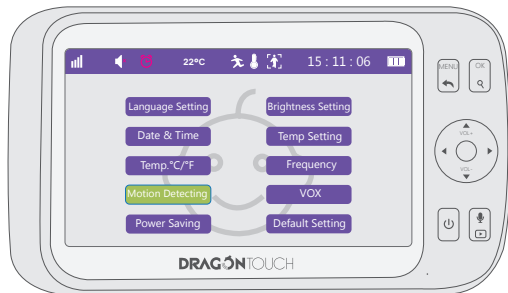 22°C 15 : 11 : 06
MENU OK
Language Setting Brightness Setting
Date & Time Temp Setting
VOL+
Temp.°C/°F Frequency
VOL-
Motion Detecting VOX
Power Saving Default Setting
DRAGONTOUCH